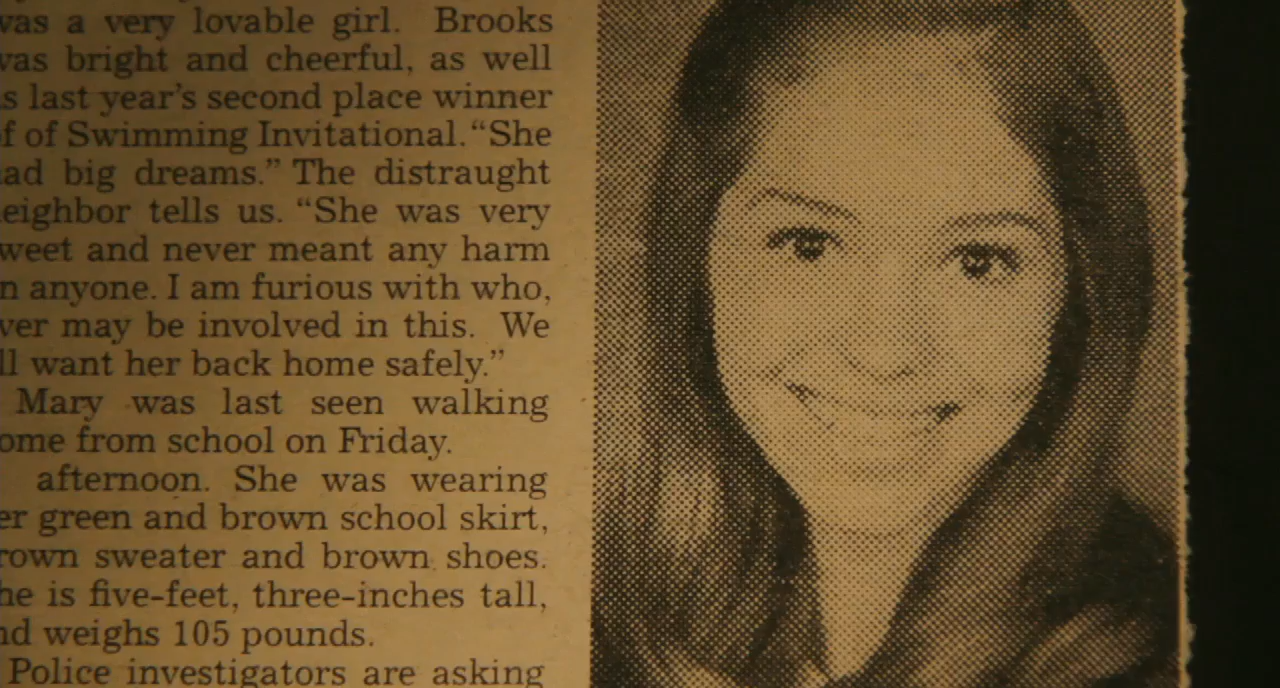 was a very lovable girl. Brooks
was bright and cheerful, as well
s last year's second place winner
of of Swimming Invitational. “She
ad big dreams.” The distraught
eighbor tells us. “She was very
weet and never meant any harm
n anyone. I am furious with who,
ver may be involved in this. We
ll want her back home safely.”
Mary was last seen walking
ome from school on Friday.
afternoon. She was wearing
er green and brown school skirt,
rown sweater and brown shoes.
he is five-feet, three-inches tall,
nd weighs 105 pounds.
Police investigators are asking